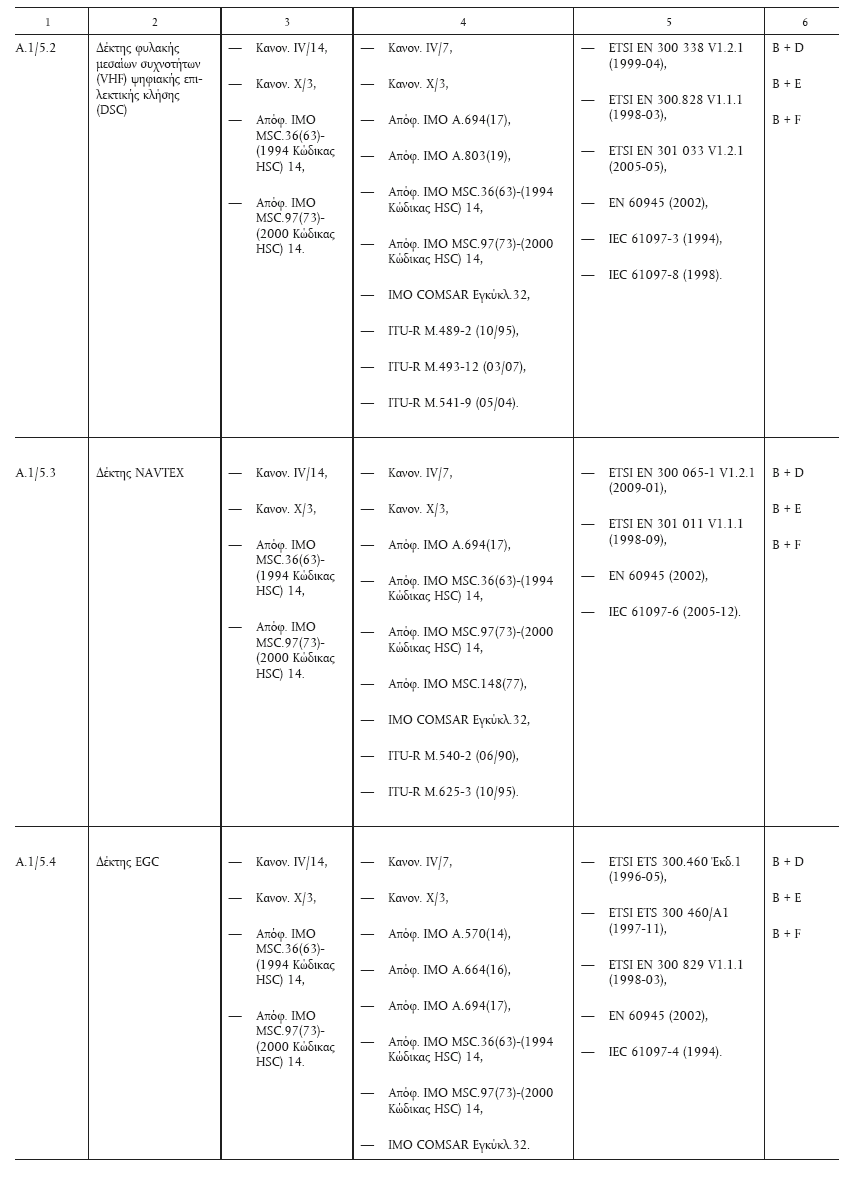 1 2 3 4 5 6
A.1/5.2
Δέκτης φυλακής
μεσαίων συχνοτήτων
(VHF) ψηφιακής επι-
λεκτικής κλήσης
(DSC)
— Κανον. IV/14,
— Κανον. X/3,
— Απόφ. IMO
MSC.36(63)-
(1994 Κώδικας
HSC) 14,
— Απόφ. IMO
MSC.97(73)-
(2000 Κώδικας
HSC) 14.
— Κανον. IV/7,
— Κανον. X/3,
— Απόφ. IMO A.694(17),
— Απόφ. IMO A.803(19),
— Απόφ. IMO MSC.36(63)-(1994
Κώδικας HSC) 14,
— Απόφ. IMO MSC.97(73)-(2000
Κώδικας HSC) 14,
— IMO COMSAR Εγκύκλ.32,
— ITU-R M.489-2 (10/95),
— ITU-R M.493-12 (03/07),
— ITU-R M.541-9 (05/04).
— ETSI EN 300 338 V1.2.1
(1999-04),
— ETSI EN 300.828 V1.1.1
(1998-03),
— ETSI EN 301 033 V1.2.1
(2005-05),
— EN 60945 (2002),
— IEC 61097-3 (1994),
— IEC 61097-8 (1998).
B + D
B + E
B + F
A.1/5.3
Δέκτης NAVTEX
— Κανον. IV/14,
— Κανον. X/3,
— Απόφ. IMO
MSC.36(63)-
(1994 Κώδικας
HSC) 14,
— Απόφ. IMO
MSC.97(73)-
(2000 Κώδικας
HSC) 14.
— Κανον. IV/7,
— Κανον. X/3,
— Απόφ. IMO A.694(17),
— Απόφ. IMO MSC.36(63)-(1994
Κώδικας HSC) 14,
— Απόφ. IMO MSC.97(73)-(2000
Κώδικας HSC) 14,
— Απόφ. IMO MSC.148(77),
— IMO COMSAR Εγκύκλ.32,
— ITU-R M.540-2 (06/90),
— ITU-R M.625-3 (10/95).
— ETSI EN 300 065-1 V1.2.1
(2009-01),
— ETSI EN 301 011 V1.1.1
(1998-09),
— EN 60945 (2002),
— IEC 61097-6 (2005-12).
B + D
B + E
B + F
A.1/5.4
Δέκτης EGC
— Κανον. IV/14,
— Κανον. X/3,
— Απόφ. IMO
MSC.36(63)-
(1994 Κώδικας
HSC) 14,
— Απόφ. IMO
MSC.97(73)-
(2000 Κώδικας
HSC) 14.
— Κανον. IV/7,
— Κανον. X/3,
— Απόφ. IMO A.570(14),
— Απόφ. IMO A.664(16),
— Απόφ. IMO A.694(17),
— Απόφ. IMO MSC.36(63)-(1994
Κώδικας HSC) 14,
— Απόφ. IMO MSC.97(73)-(2000
Κώδικας HSC) 14,
— IMO COMSAR Εγκύκλ.32.
— ETSI ETS 300.460 Έκδ.1
(1996-05),
— ETSI ETS 300 460/A1
(1997-11),
— ETSI EN 300 829 V1.1.1
(1998-03),
— EN 60945 (2002),
— IEC 61097-4 (1994).
B + D
B + E
B + F